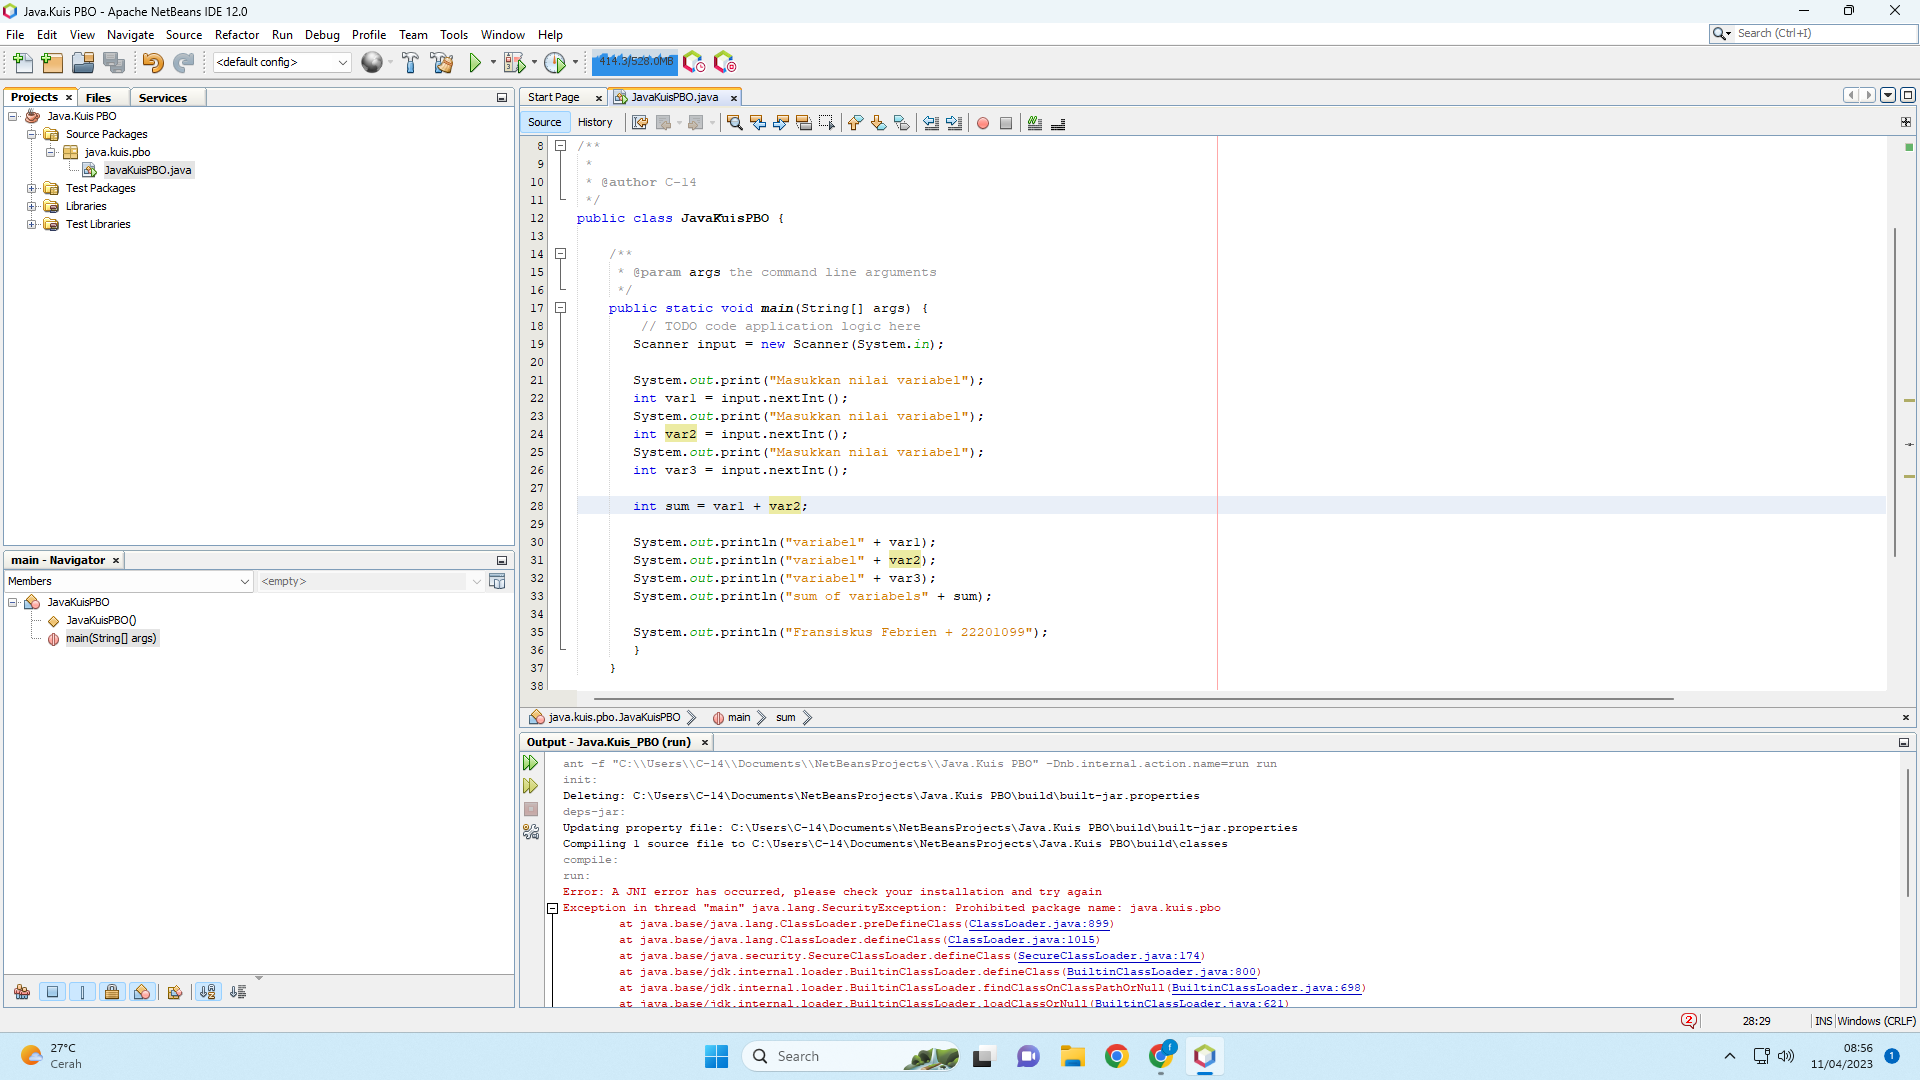 Java.Kuis PBO - Apache NetBeans IDE 12.0
File Edit View Navigate Source Refactor Run Debug Profile Team Tools Window Help
Search (Ctrl+I)
<default config>
414.3/528.0MB
Projects Files Services
Java.Kuis PBO
Source Packages
java.kuis.pbo
JavaKuisPBO.java
Test Packages
Libraries
Test Libraries
main - Navigator
Members <empty>
JavaKuisPBO
JavaKuisPBO()
main(String[] args)
Start Page JavaKuisPBO.java
Source History
8 /**
9 *
10 * @author C-14
11 */
12 public class JavaKuisPBO {
13
14 /**
15 * @param args the command line arguments
16 */
17 public static void main(String[] args) {
18 // TODO code application logic here
19 Scanner input = new Scanner(System.in);
20
21 System.out.print("Masukkan nilai variabel");
22 int var1 = input.nextInt();
23 System.out.print("Masukkan nilai variabel");
24 int var2 = input.nextInt();
25 System.out.print("Masukkan nilai variabel");
26 int var3 = input.nextInt();
27
28 int sum = var1 + var2;
29
30 System.out.println("variabel" + var1);
31 System.out.println("variabel" + var2);
32 System.out.println("variabel" + var3);
33 System.out.println("sum of variabels" + sum);
34
35 System.out.println("Fransiskus Febrien + 22201099");
36 }
37 }
38
java.kuis.pbo.JavaKuisPBO main sum
Output - Java.Kuis_PBO (run)
ant -f "C:\\Users\\C-14\\Documents\\NetBeansProjects\\Java.Kuis PBO" -Dnb.internal.action.name=run run
init:
Deleting: C:\Users\C-14\Documents\NetBeansProjects\Java.Kuis PBO\build\built-jar.properties
deps-jar:
Updating property file: C:\Users\C-14\Documents\NetBeansProjects\Java.Kuis PBO\build\built-jar.properties
Compiling 1 source file to C:\Users\C-14\Documents\NetBeansProjects\Java.Kuis PBO\build\classes
compile:
run:
Error: A JNI error has occurred, please check your installation and try again
Exception in thread "main" java.lang.SecurityException: Prohibited package name: java.kuis.pbo
at java.base/java.lang.ClassLoader.preDefineClass(ClassLoader.java:899)
at java.base/java.lang.ClassLoader.defineClass(ClassLoader.java:1015)
at java.base/java.security.SecureClassLoader.defineClass(SecureClassLoader.java:174)
at java.base/jdk.internal.loader.BuiltinClassLoader.defineClass(BuiltinClassLoader.java:800)
at java.base/jdk.internal.loader.BuiltinClassLoader.findClassOnClassPathOrNull(BuiltinClassLoader.java:698)
at java.base/jdk.internal.loader.BuiltinClassLoader.loadClassOrNull(BuiltinClassLoader.java:621)
2 28:29 INS Windows (CRLF)
27°C
Cerah
Search
08:56
11/04/2023
1